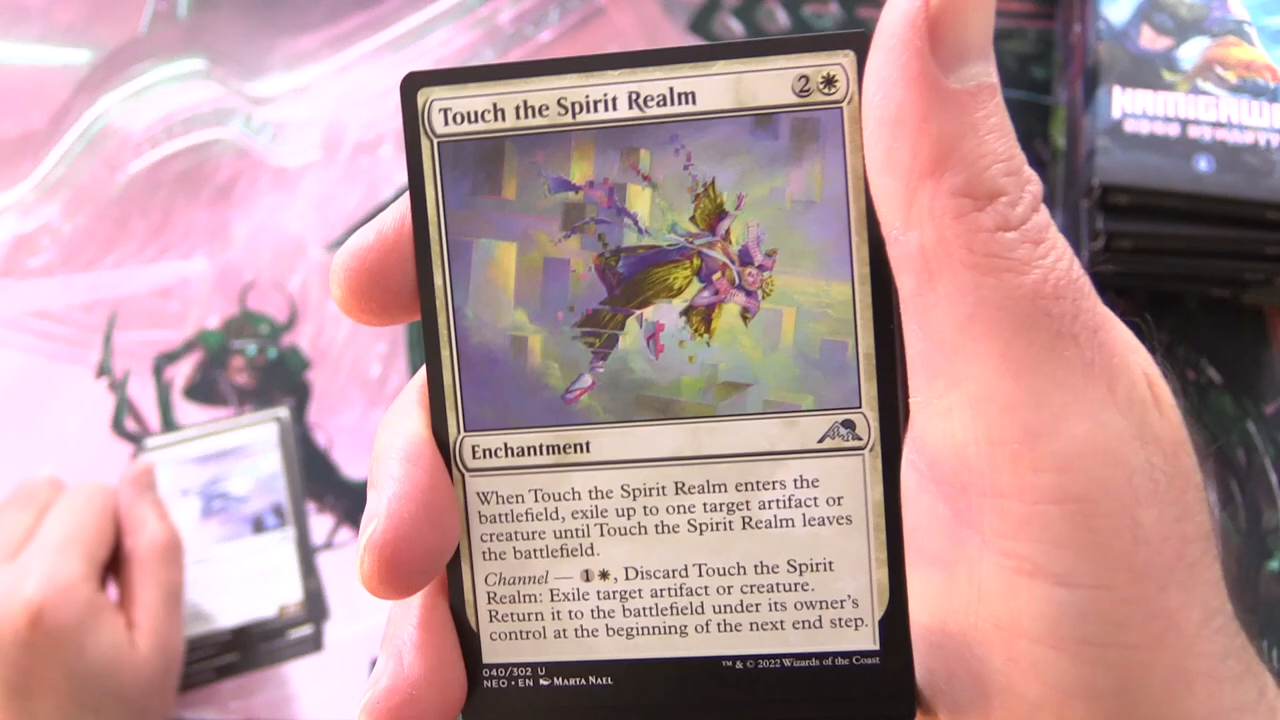 Touch the Spirit Realm 2
Enchantment
When Touch the Spirit Realm enters the
battlefield, exile up to one target artifact or
creature until Touch the Spirit Realm leaves
the battlefield.
Channel — 1, Discard Touch the Spirit
Realm: Exile target artifact or creature.
Return it to the battlefield under its owner's
control at the beginning of the next end step.
040/302 U
NEO • EN MARTA NAEL
™ & © 2022 Wizards of the Coast
KAMIGAW